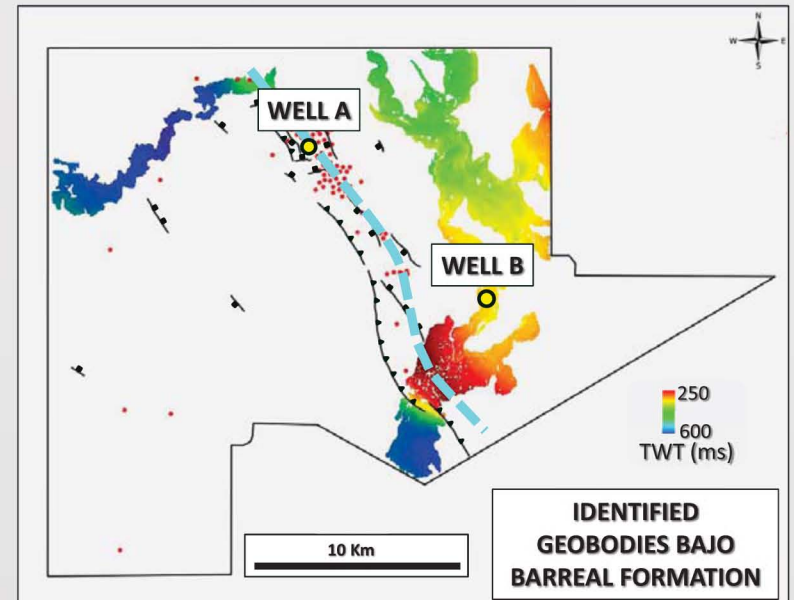 N
W
E
S
WELL A
WELL B
250
600
TWT (ms)
10 Km
IDENTIFIED
GEOBODIES BAJO
BARREAL FORMATION